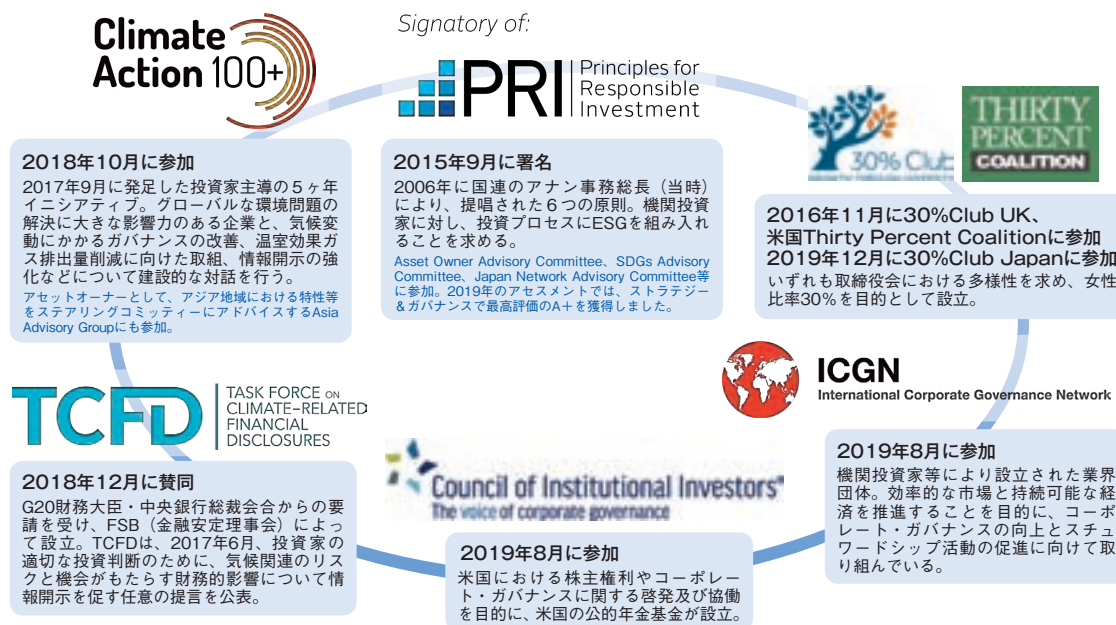 Climate
Action 100+
2018年10月に参加
2017年9月に発足した投資家主導の5ヶ年
イニシアティブ。グローバルな環境問題の
解決に大きな影響力のある企業と、気候変
動にかかるガバナンスの改善、温室効果ガ
ス排出量削減に向けた取組、情報開示の強
化などについて建設的な対話を行う。
アセットオーナーとして、アジア地域における特性等
をステアリングコミッティーにアドバイスするAsia
Advisory Groupにも参加。
Signatory of:
PRI Principles for
Responsible
Investment
2015年9月に署名
2006年に国連のアナン事務総長（当時）
により、提唱された6つの原則。機関投資
家に対し、投資プロセスにESGを組み入れ
ることを求める。
Asset Owner Advisory Committee、SDGs Advisory
Committee、Japan Network Advisory Committee等
に参加。2019年のアセスメントでは、ストラテジー
＆ガバナンスで最高評価のA＋を獲得しました。
30% Club
THIRTY
PERCENT
COALITION
2016年11月に30%Club UK、
米国Thirty Percent Coalitionに参加
2019年12月に30%Club Japanに参加
いずれも取締役会における多様性を求め、女性
比率30％を目的として設立。
TCFD TASK FORCE ON
CLIMATE-RELATED
FINANCIAL
DISCLOSURES
2018年12月に賛同
G20財務大臣・中央銀行総裁会合からの要
請を受け、FSB（金融安定理事会）によっ
て設立。TCFDは、2017年6月、投資家の
適切な投資判断のために、気候関連のリス
クと機会がもたらす財務的影響について情
報開示を促す任意の提言を公表。
Council of Institutional Investors®
The voice of corporate governance
2019年8月に参加
米国における株主権利やコーポレー
ト・ガバナンスに関する啓発及び協働
を目的に、米国の公的年金基金が設立。
ICGN
International Corporate Governance Network
2019年8月に参加
機関投資家等により設立された業界
団体。効率的な市場と持続可能な経
済を推進することを目的に、コーポ
レート・ガバナンスの向上とスチュ
ワードシップ活動の促進に向けて取
り組んでいる。